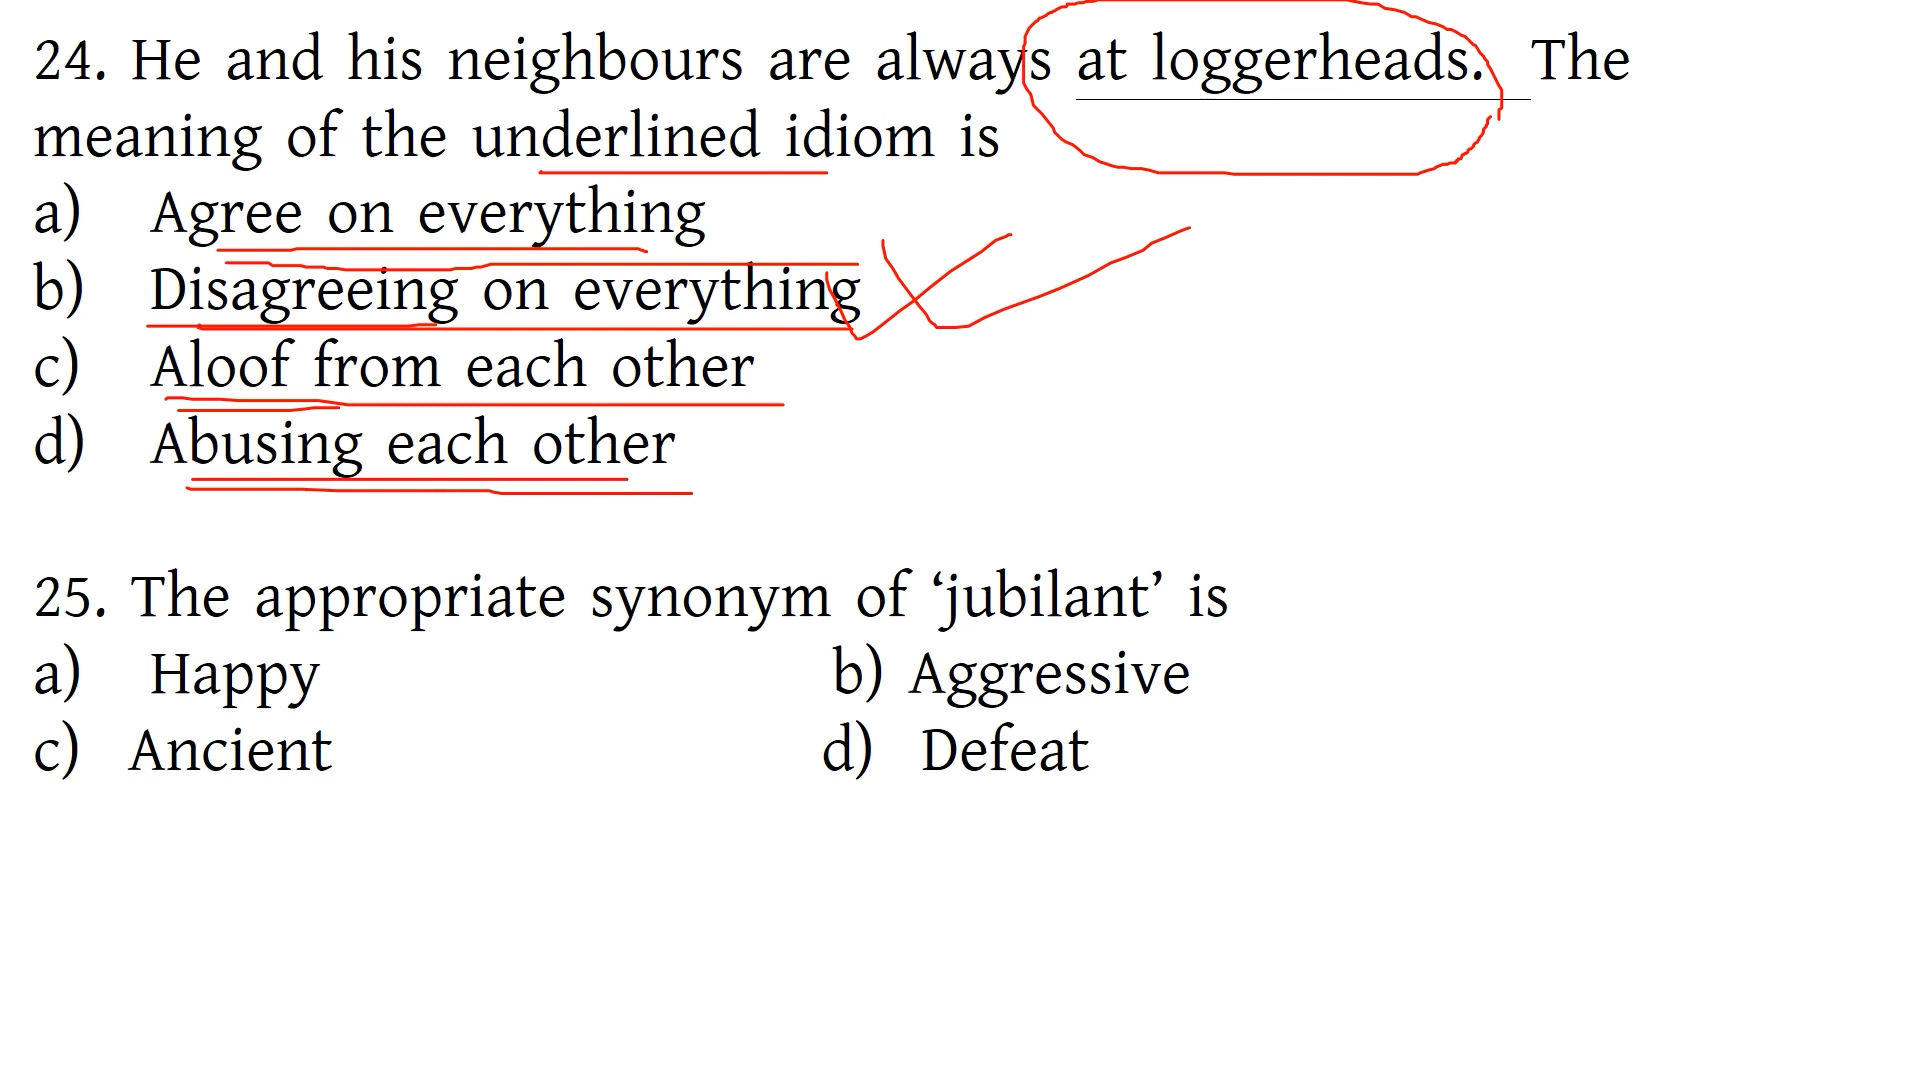 24. He and his neighbours are always at loggerheads. The
meaning of the underlined idiom is
a) Agree on everything
b) Disagreeing on everything
c) Aloof from each other
d) Abusing each other
25. The appropriate synonym of ‘jubilant’ is
a) Happy b) Aggressive
c) Ancient d) Defeat